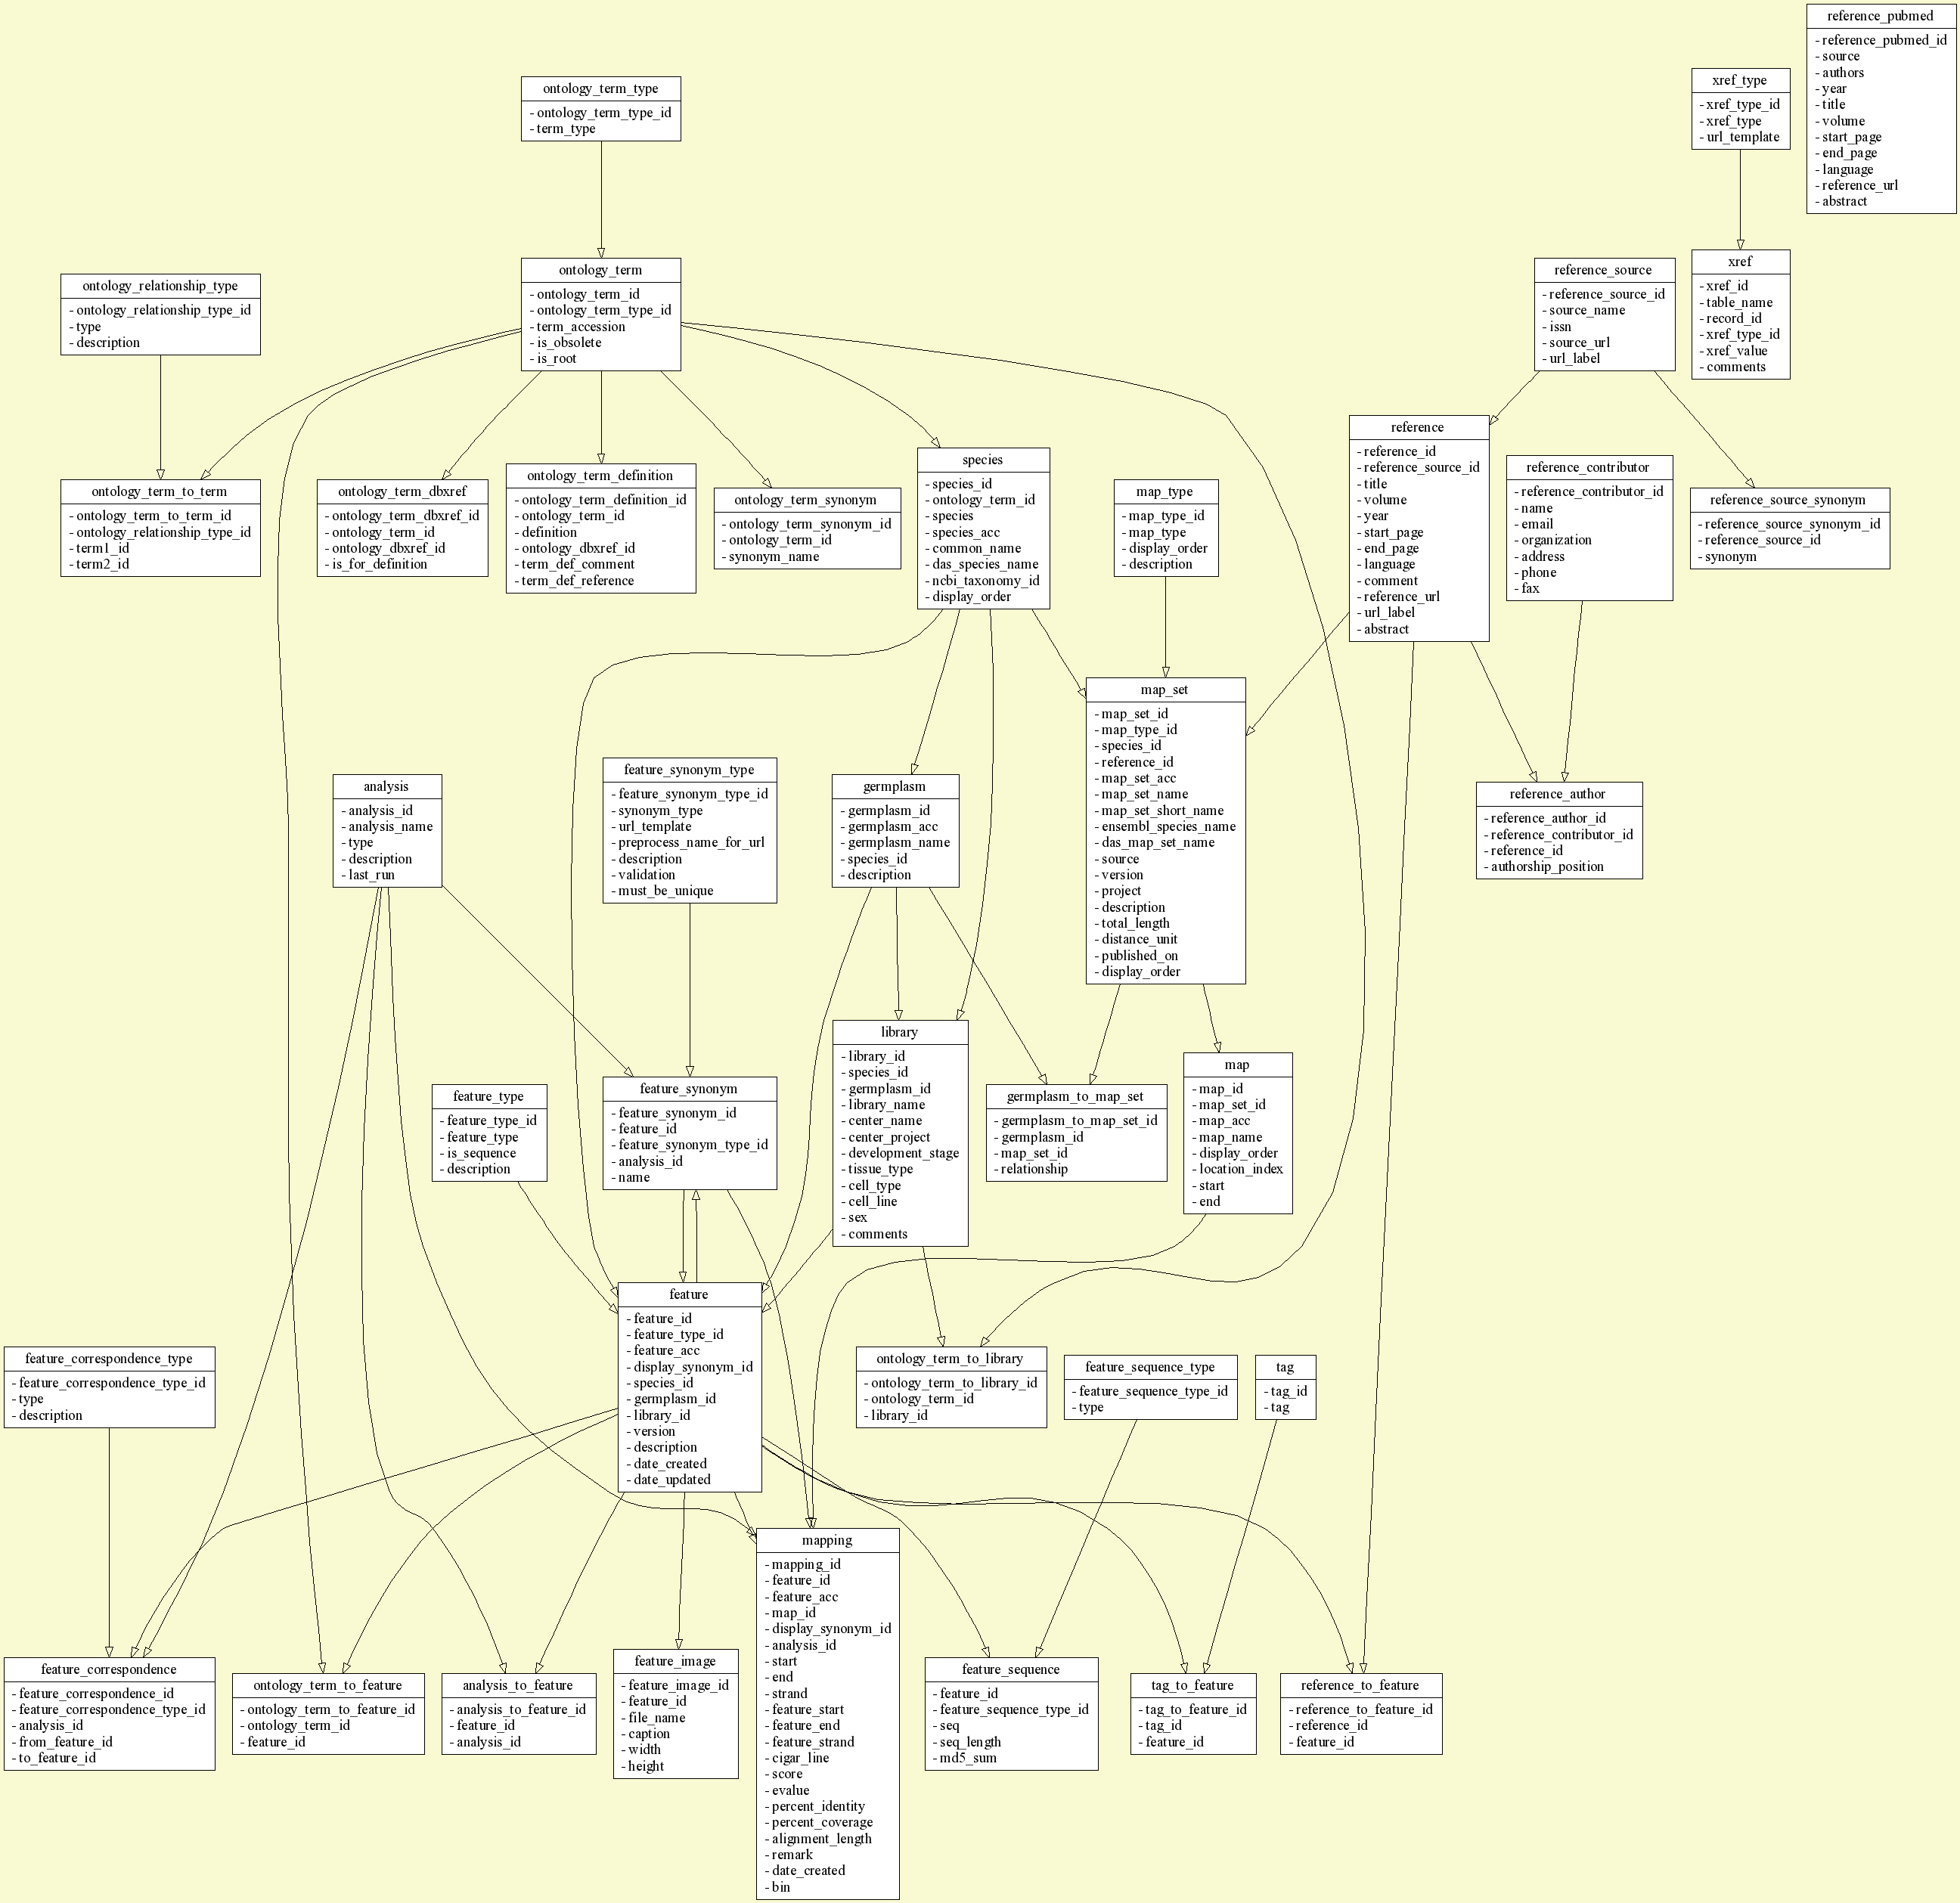 reference_pubmed
- reference_pubmed_id
- source
- authors
- year
- title
- volume
- start_page
- end_page
- language
- reference_url
- abstract
xref_type
- xref_type_id
- xref_type
- url_template
ontology_term_type
- ontology_term_type_id
- term_type
xref
- xref_id
- table_name
- record_id
- xref_type_id
- xref_value
- comments
ontology_term
- ontology_term_id
- ontology_term_type_id
- term_accession
- is_obsolete
- is_root
reference_source
- reference_source_id
- source_name
- issn
- source_url
- url_label
ontology_relationship_type
- ontology_relationship_type_id
- type
- description
reference
- reference_id
- reference_source_id
- title
- volume
- year
- start_page
- end_page
- language
- comment
- reference_url
- url_label
- abstract
species
- species_id
- ontology_term_id
- species
- species_acc
- common_name
- das_species_name
- ncbi_taxonomy_id
- display_order
reference_contributor
- reference_contributor_id
- name
- email
- organization
- address
- phone
- fax
ontology_term_to_term
- ontology_term_to_term_id
- ontology_relationship_type_id
- term1_id
- term2_id
ontology_term_dbxref
- ontology_term_dbxref_id
- ontology_term_id
- ontology_dbxref_id
- is_for_definition
ontology_term_definition
- ontology_term_definition_id
- ontology_term_id
- definition
- ontology_dbxref_id
- term_def_comment
- term_def_reference
ontology_term_synonym
- ontology_term_synonym_id
- ontology_term_id
- synonym_name
map_type
- map_type_id
- map_type
- display_order
- description
reference_source_synonym
- reference_source_synonym_id
- reference_source_id
- synonym
map_set
- map_set_id
- map_type_id
- species_id
- reference_id
- map_set_acc
- map_set_name
- map_set_short_name
- ensembl_species_name
- das_map_set_name
- source
- version
- project
- description
- total_length
- distance_unit
- published_on
- display_order
analysis
- analysis_id
- analysis_name
- type
- description
- last_run
feature_synonym_type
- feature_synonym_type_id
- synonym_type
- url_template
- preprocess_name_for_url
- description
- validation
- must_be_unique
germplasm
- germplasm_id
- germplasm_acc
- germplasm_name
- species_id
- description
reference_author
- reference_author_id
- reference_contributor_id
- reference_id
- authorship_position
library
- library_id
- species_id
- germplasm_id
- library_name
- center_name
- center_project
- development_stage
- tissue_type
- cell_type
- cell_line
- sex
- comments
map
- map_id
- map_set_id
- map_acc
- map_name
- display_order
- location_index
- start
- end
feature_type
- feature_type_id
- feature_type
- is_sequence
- description
feature_synonym
- feature_synonym_id
- feature_id
- feature_synonym_type_id
- analysis_id
- name
germplasm_to_map_set
- germplasm_to_map_set_id
- germplasm_id
- map_set_id
- relationship
feature
- feature_id
- feature_type_id
- feature_acc
- display_synonym_id
- species_id
- germplasm_id
- library_id
- version
- description
- date_created
- date_updated
feature_correspondence_type
- feature_correspondence_type_id
- type
- description
ontology_term_to_library
- ontology_term_to_library_id
- ontology_term_id
- library_id
feature_sequence_type
- feature_sequence_type_id
- type
tag
- tag_id
- tag
mapping
- mapping_id
- feature_id
- feature_acc
- map_id
- display_synonym_id
- analysis_id
- start
- end
- strand
- feature_start
- feature_end
- feature_strand
- cigar_line
- score
- evalue
- percent_identity
- percent_coverage
- alignment_length
- remark
- date_created
- bin
feature_correspondence
- feature_correspondence_id
- feature_correspondence_type_id
- analysis_id
- from_feature_id
- to_feature_id
ontology_term_to_feature
- ontology_term_to_feature_id
- ontology_term_id
- feature_id
analysis_to_feature
- analysis_to_feature_id
- feature_id
- analysis_id
feature_image
- feature_image_id
- feature_id
- file_name
- caption
- width
- height
feature_sequence
- feature_id
- feature_sequence_type_id
- seq
- seq_length
- md5_sum
tag_to_feature
- tag_to_feature_id
- tag_id
- feature_id
reference_to_feature
- reference_to_feature_id
- reference_id
- feature_id